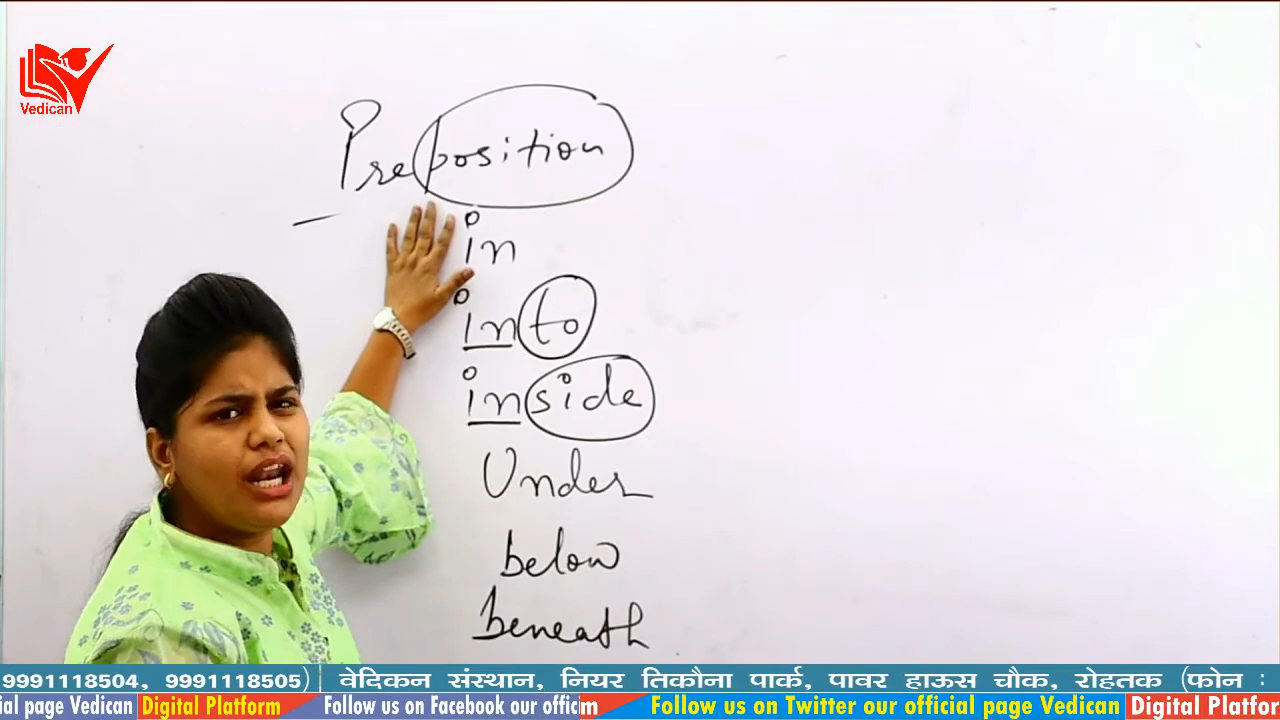 Vedican
Preposition
in
into
inside
Under
below
beneath
9991118504, 9991118505) वेदिकन संस्थान, नियर तिकौना पार्क, पावर हाऊस चौक, रोहतक (फोन :
ial page Vedican Digital Platform Follow us on Facebook our officim Follow us on Twitter our official page Vedican Digital Platfor